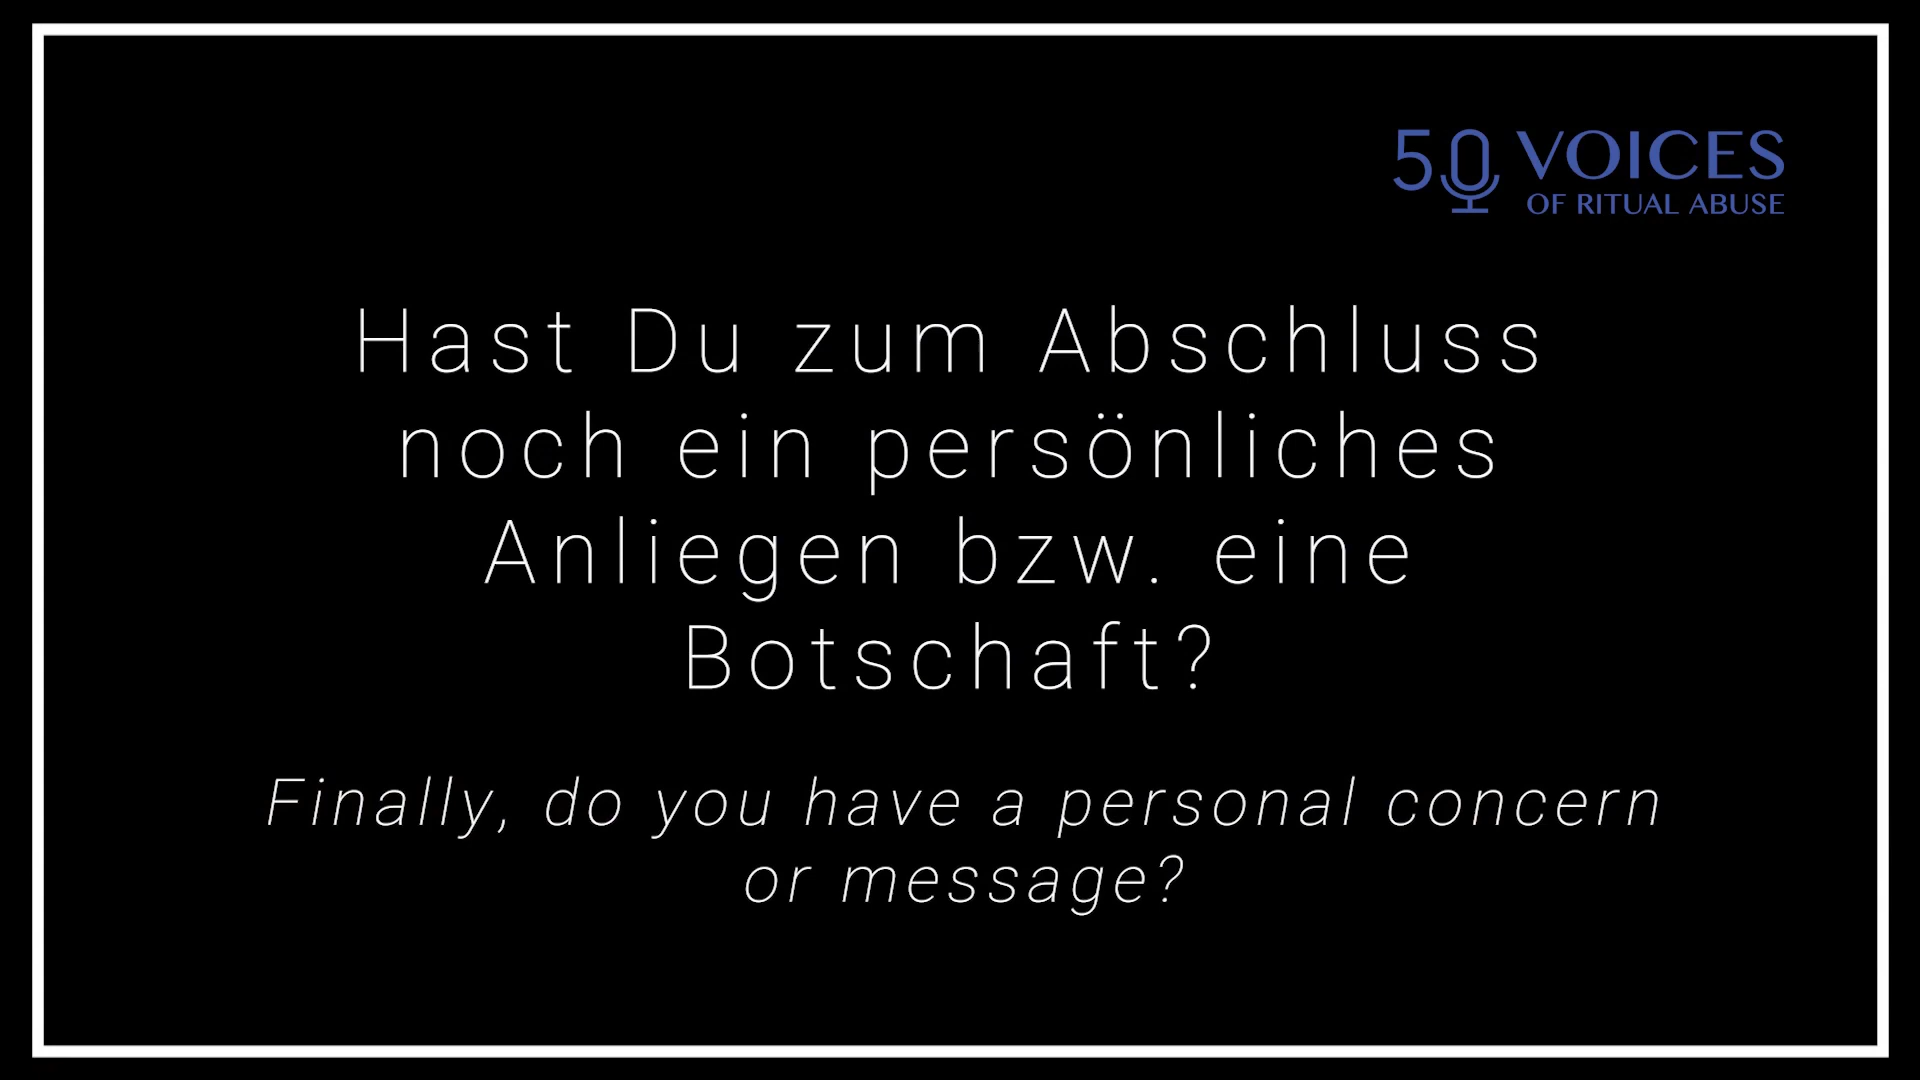 50 VOICES
OF RITUAL ABUSE
Hast Du zum Abschluss
noch ein persönliches
Anliegen bzw. eine
Botschaft?
Finally, do you have a personal concern
or message?